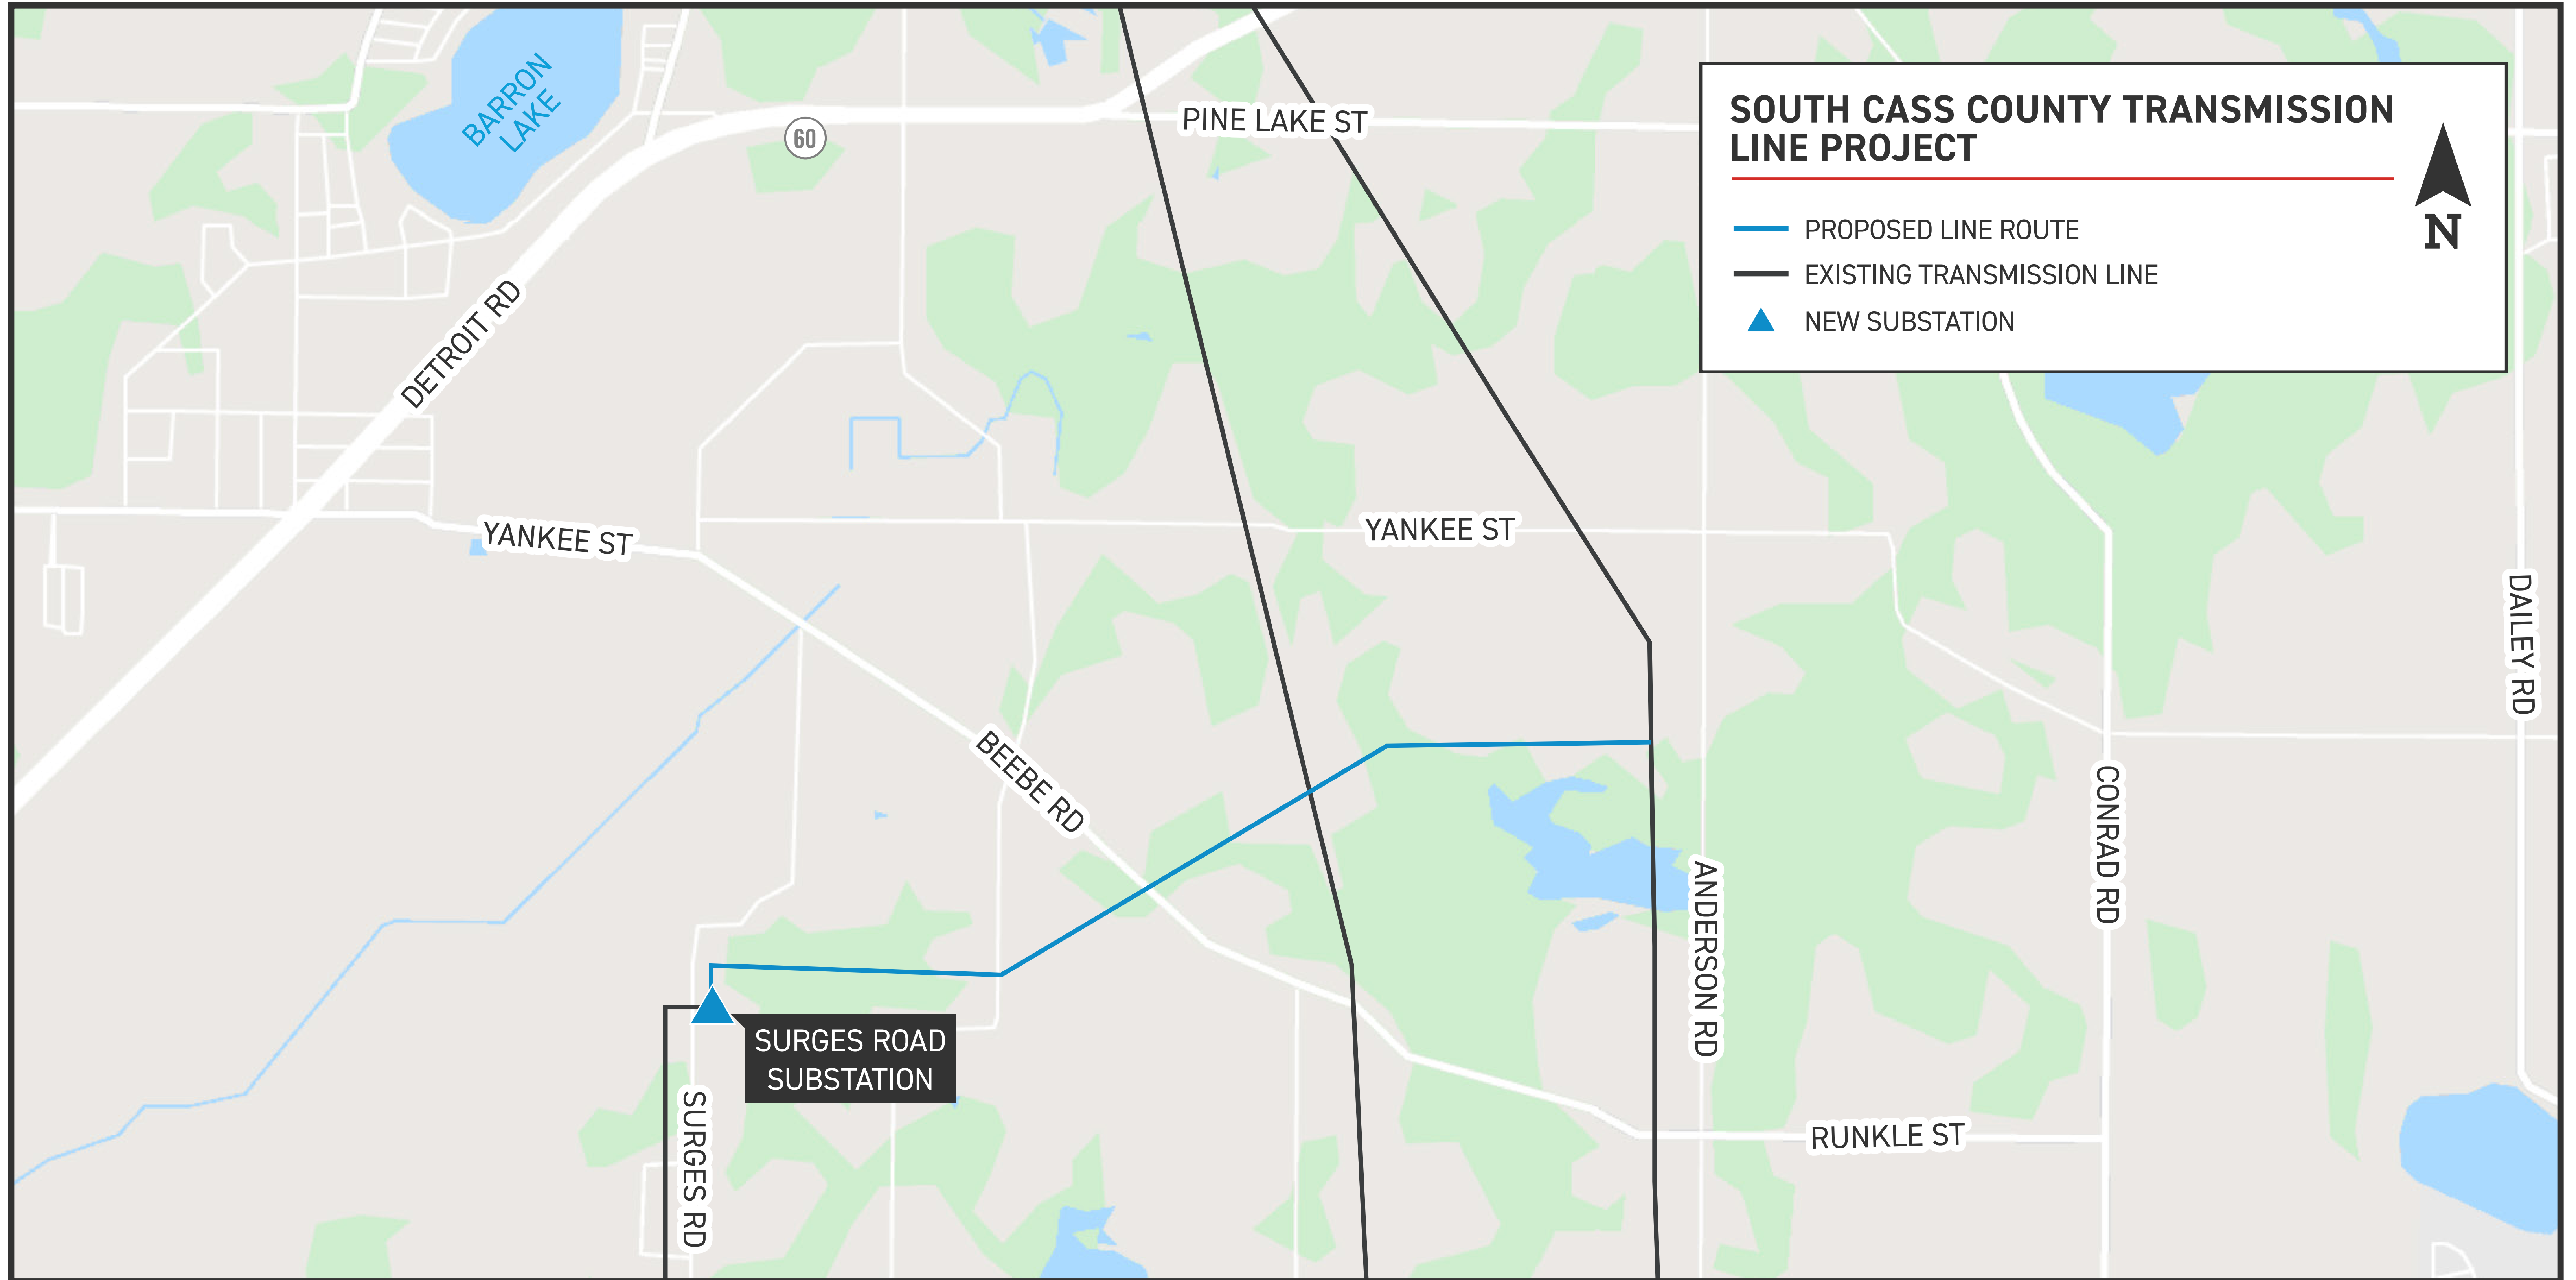 BARRON
LAKE
60
PINE LAKE ST
SOUTH CASS COUNTY TRANSMISSION
LINE PROJECT
N
PROPOSED LINE ROUTE
EXISTING TRANSMISSION LINE
NEW SUBSTATION
DETROIT RD
YANKEE ST
YANKEE ST
DAILEY RD
BEEBE RD
CONRAD RD
ANDERSON RD
SURGES ROAD
SUBSTATION
SURGES RD
RUNKLE ST